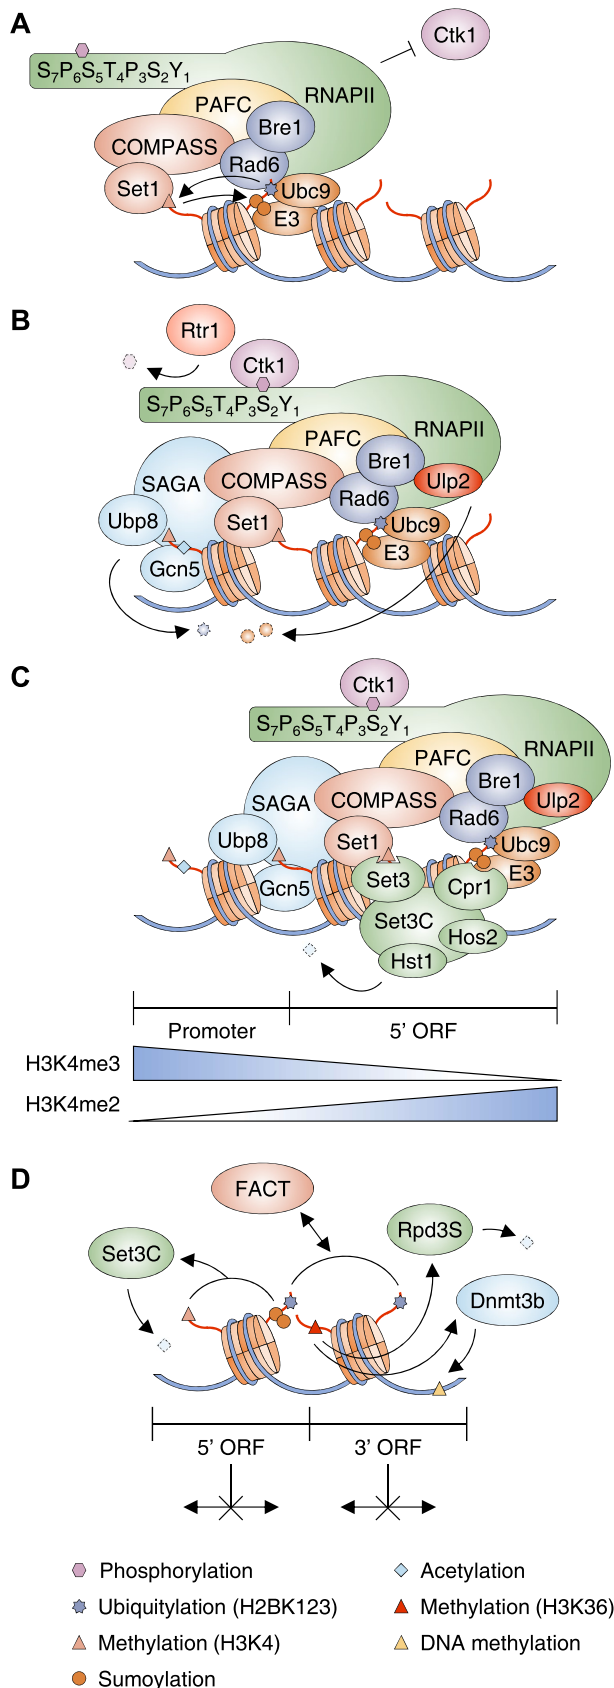 A
Ctk1
S7P6S5T4P3S2Y1
RNAPII
PAFC
Bre1
COMPASS
Rad6
Set1
Ubc9
E3
B
Rtr1
Ctk1
S7P6S5T4P3S2Y1
RNAPII
PAFC
Bre1
SAGA
COMPASS
Ulp2
Rad6
Ubp8
Set1
Ubc9
E3
Gcn5
C
Ctk1
S7P6S5T4P3S2Y1
RNAPII
PAFC
Bre1
SAGA
COMPASS
Ulp2
Rad6
Ubp8
Set1
Ubc9
E3
Gcn5
Set3
Cpr1
Set3C
Hos2
Hst1
Promoter
5’ ORF
H3K4me3
H3K4me2
D
FACT
Rpd3S
Set3C
Dnmt3b
5’ ORF
3’ ORF
Phosphorylation
Acetylation
Ubiquitylation (H2BK123)
Methylation (H3K36)
Methylation (H3K4)
DNA methylation
Sumoylation